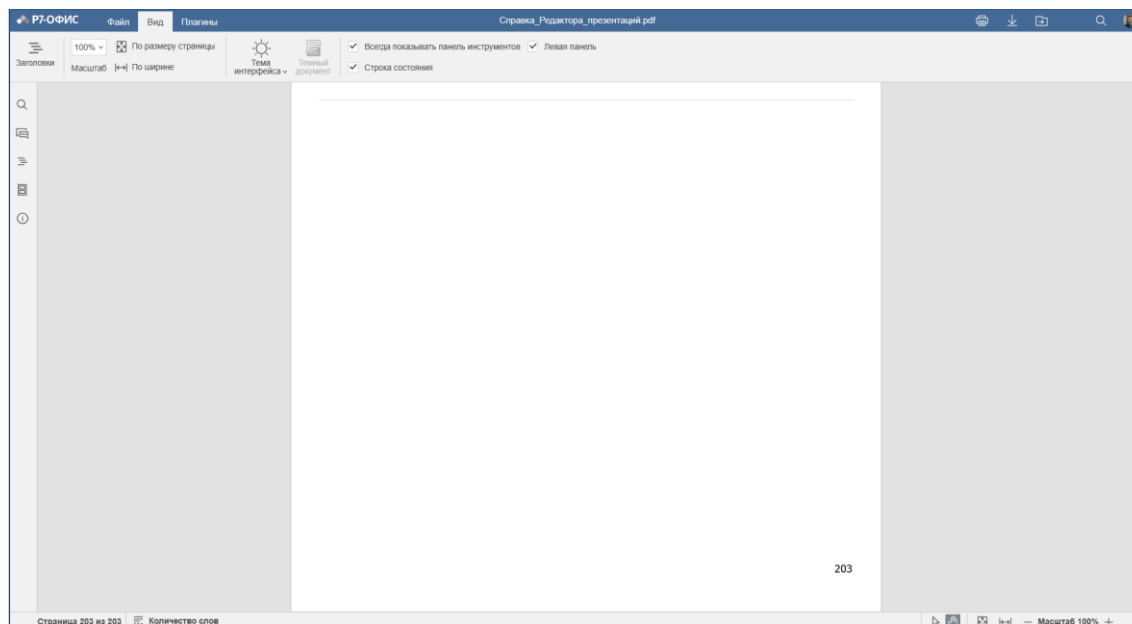 Р7-ОФИС Файл Вид Плагины Справка_Редактора_презентаций.pdf
100% По размеру страницы Всегда показывать панель инструментов Левая панель
Заголовки Масштаб По ширине Тема интерфейса Темный документ Строка состояния
203
Страница 203 из 203 Количество слов Масштаб 100%